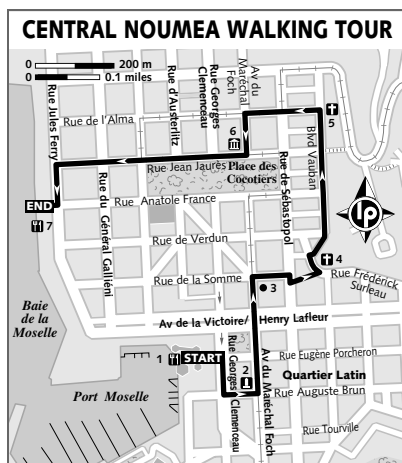 CENTRAL NOUMEA WALKING TOUR
0 200 m
0 0.1 miles
Rue Jules Ferry
Rue de l'Alma
Rue d'Austerlitz
Rue Georges
Clemenceau
Av du
Maréchal
Foch
6
5
Blvd Vauban
Rue Jean Jaurès
Place des
Cocotiers
Rue de Sébastopol
END
7
Rue du Général Galliéni
Rue Anatole France
Rue de Verdun
lp
4
Rue de la Somme
3
Rue Frédérick
Surleau
Baie
de la
Moselle
Av de la Victoire/ Henry Lafleur
1
START
Port Moselle
Rue Georges
Clemenceau
2
Av du Maréchal Foch
Rue Eugène Porcheron
Quartier Latin
Rue Auguste Brun
Rue Tourville